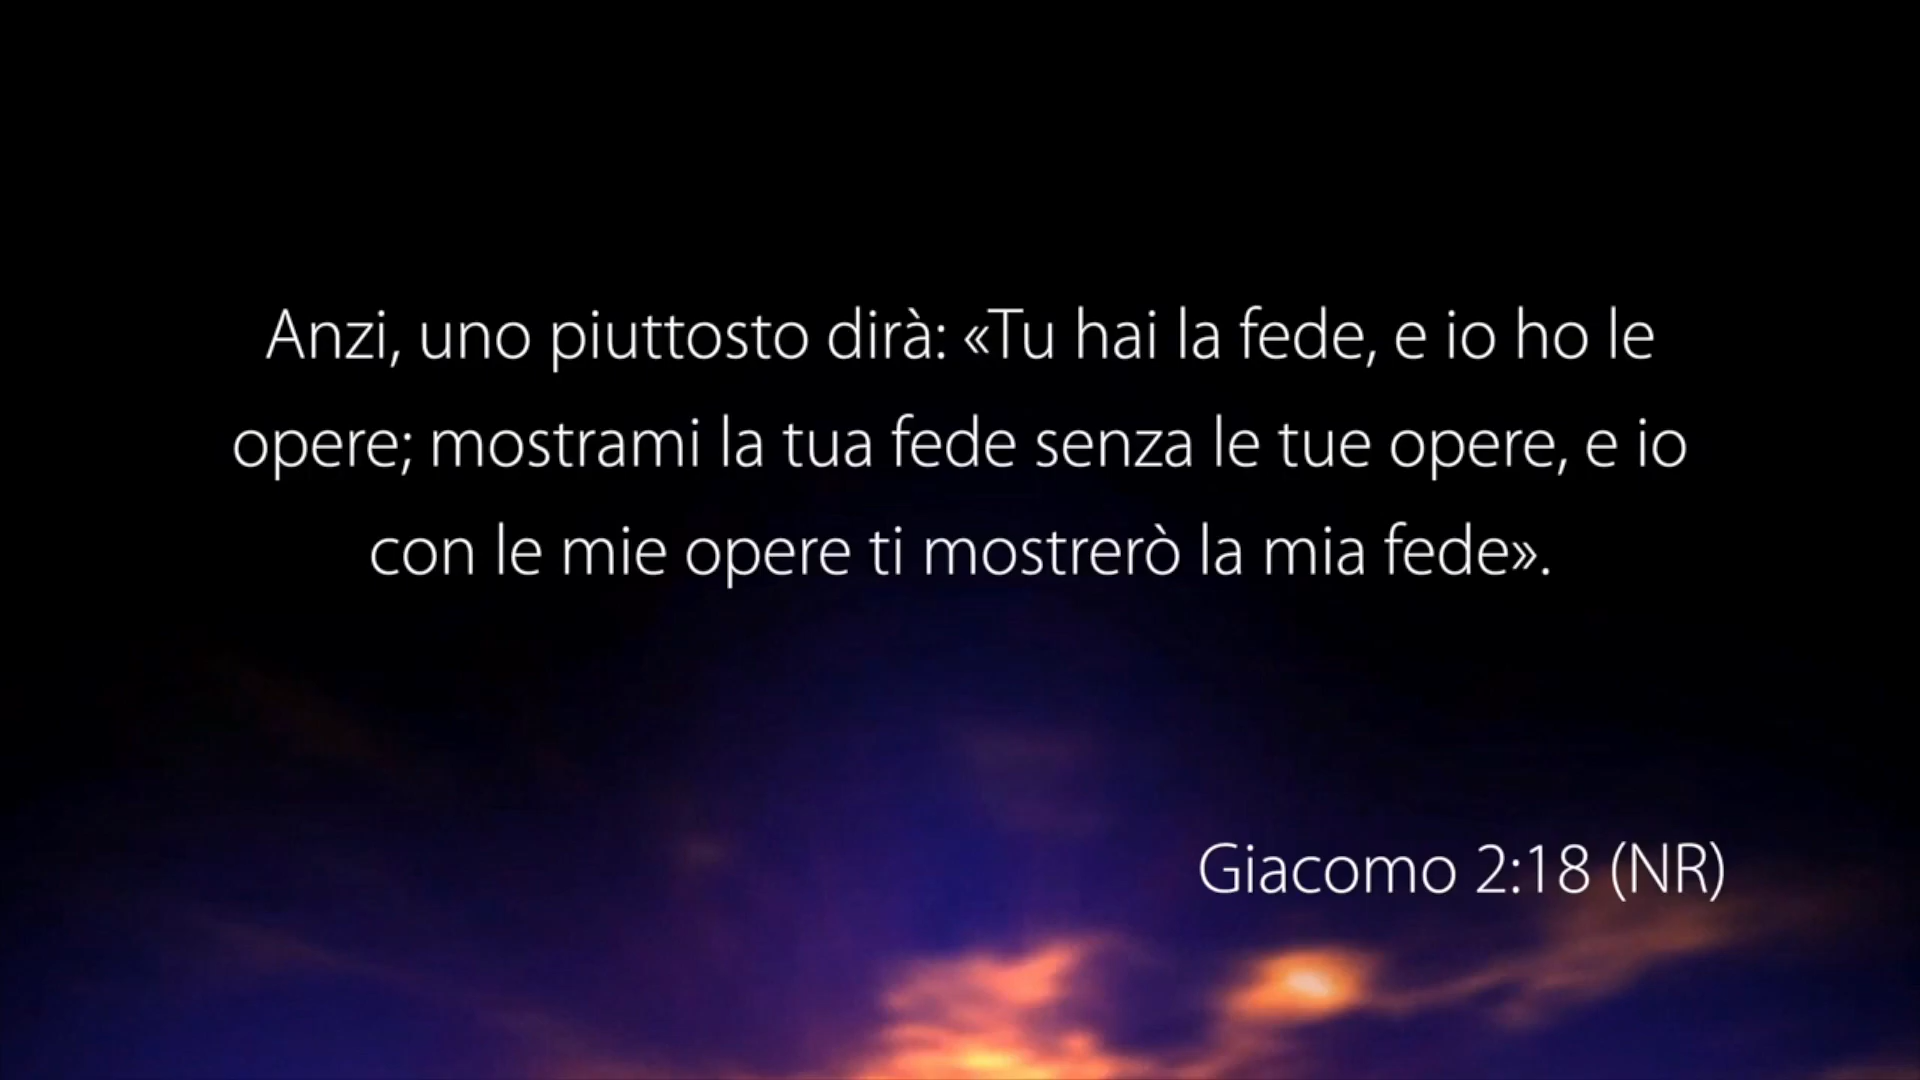 Anzi, uno piuttosto dirà: «Tu hai la fede, e io ho le
opere; mostrami la tua fede senza le tue opere, e io
con le mie opere ti mostrerò la mia fede».
Giacomo 2:18 (NR)